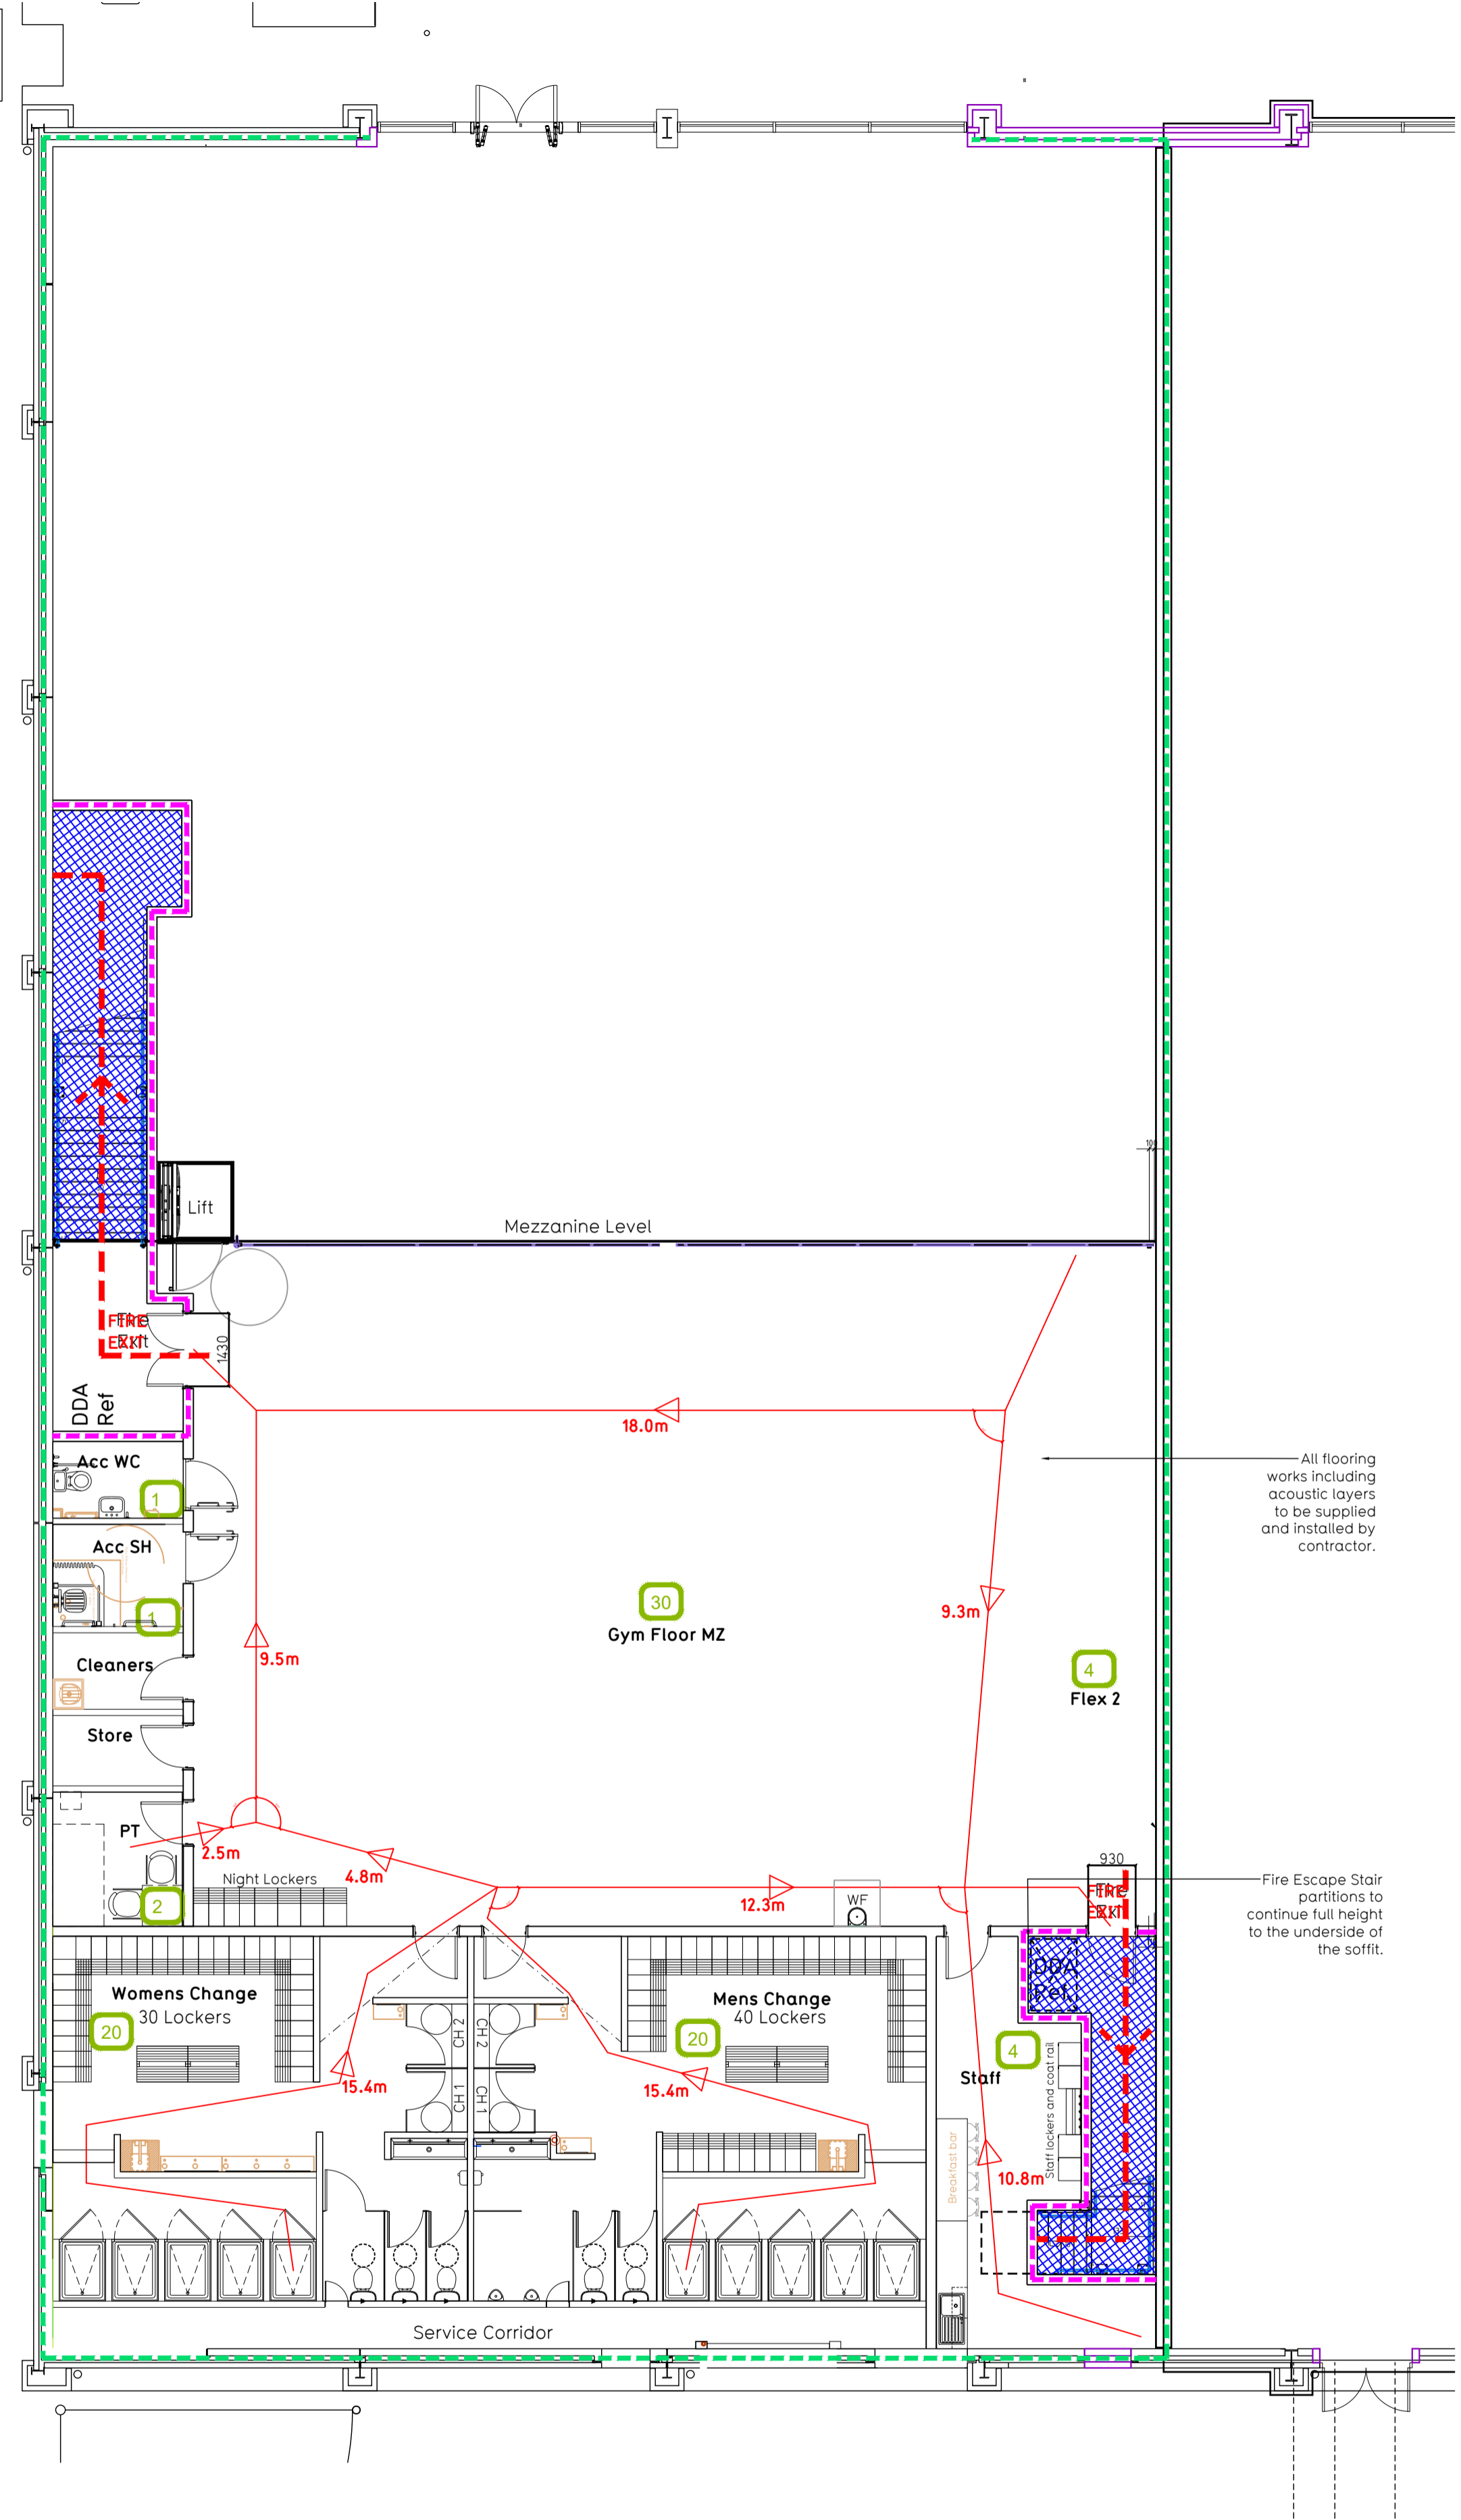 100
Lift
Mezzanine Level
FIRE
EXIT
Fire
Exit
1430
DDA
Ref
18.0m
Acc WC
1
All flooring
works including
acoustic layers
to be supplied
and installed by
contractor.
Acc SH
1
9.3m
30
Gym Floor MZ
9.5m
Cleaners
4
Flex 2
Store
PT
2.5m
4.8m
Night Lockers
2
12.3m
WF
930
FIRE
EXIT
Fire
Exit
Fire Escape Stair
partitions to
continue full height
to the underside of
the soffit.
DDA
Ref
Womens Change
30 Lockers
20
Mens Change
40 Lockers
20
CH 2
CH 2
CH 1
CH 1
4
Staff
Staff lockers and coat rail
15.4m
15.4m
Breakfast bar
10.8m
Service Corridor